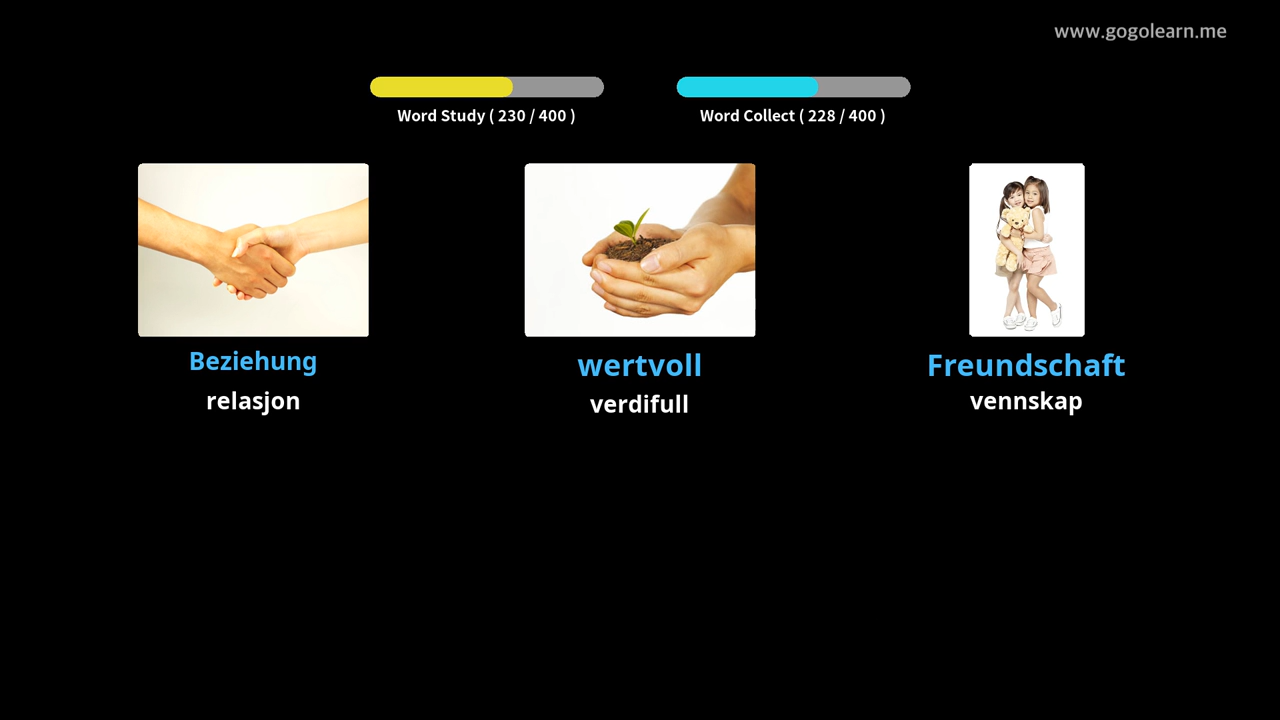 www.gogolearn.me
Word Study ( 230 / 400 )
Word Collect ( 228 / 400 )
Beziehung
relasjon
wertvoll
verdifull
Freundschaft
vennskap